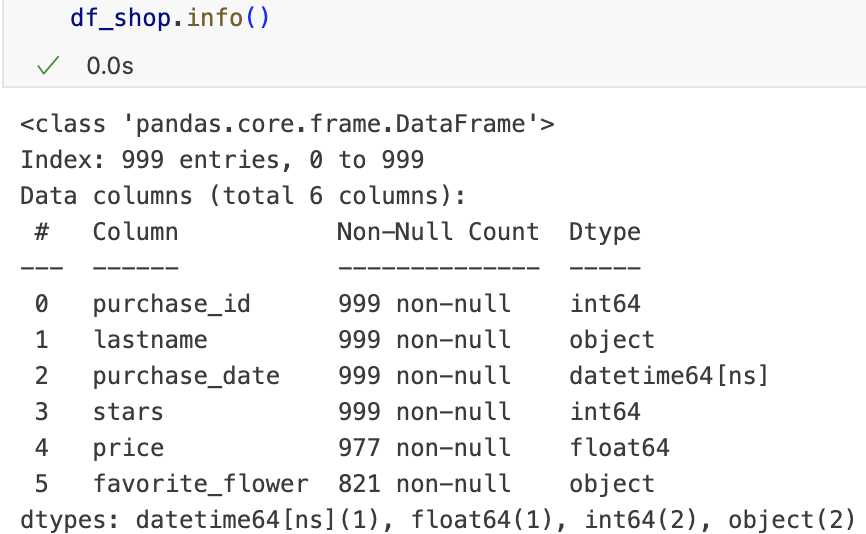 df_shop.info()
0.0s
<class 'pandas.core.frame.DataFrame'>
Index: 999 entries, 0 to 999
Data columns (total 6 columns):
 #   Column           Non-Null Count  Dtype
---  ------           --------------  -----
 0   purchase_id      999 non-null    int64
 1   lastname         999 non-null    object
 2   purchase_date    999 non-null    datetime64[ns]
 3   stars            999 non-null    int64
 4   price            977 non-null    float64
 5   favorite_flower  821 non-null    object
dtypes: datetime64[ns](1), float64(1), int64(2), object(2)